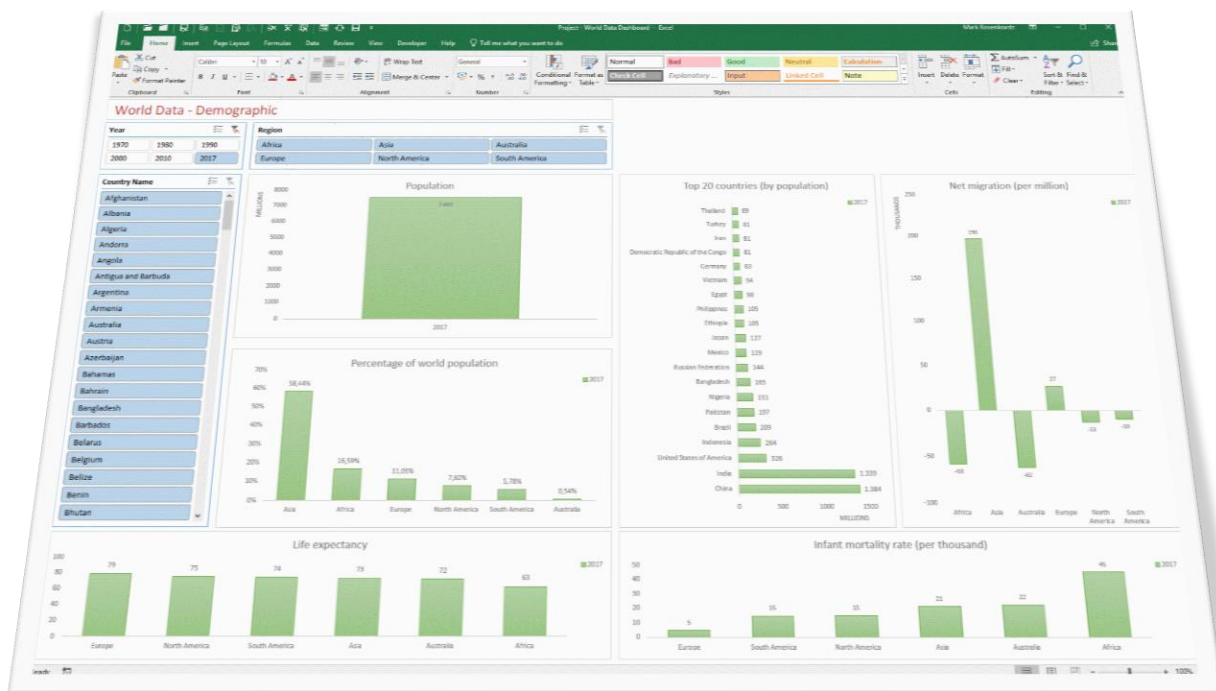 Project - World Data Dashboard - Excel
Mark Rosenkrantz
File Home Insert Page Layout Formulas Data Review View Developer Help Tell me what you want to do
Cut
Copy
Format Painter
Paste
Calibri
10
Wrap Text
Merge & Center
General
Conditional Formatting
Format as Table
Normal Bad Good Neutral Calculation
Check Cell Explanatory ... Input Linked Cell Note
Insert Delete Format
AutoSum
Fill
Clear
Sort & Filter
Find & Select
Clipboard Font Alignment Number Styles Cells Editing
World Data - Demographic
Year
1970 1980 1990
2000 2010 2017
Region
Africa Asia Australia
Europe North America South America
Country Name
Afghanistan
Albania
Algeria
Andorra
Angola
Antigua and Barbuda
Argentina
Armenia
Australia
Austria
Azerbaijan
Bahamas
Bahrain
Bangladesh
Barbados
Belarus
Belgium
Belize
Benin
Bhutan
Population
MILLIONS
8000
7000
6000
5000
4000
3000
2000
1000
0
2017
Percentage of world population
2017
70%
60%
50%
40%
30%
20%
10%
0%
58,44% 16,59% 11,05% 7,60% 5,78% 0,54%
Asia Africa Europe North America South America Australia
Top 20 countries (by population)
2017
Thailand 69
Turkey 81
Iran 81
Democratic Republic of the Congo 81
Germany 83
Vietnam 94
Egypt 98
Philippines 105
Ethiopia 105
Japan 127
Mexico 129
Russian Federation 144
Bangladesh 165
Nigeria 191
Pakistan 197
Brazil 209
Indonesia 264
United States of America 326
India 1.339
China 1.384
0 500 1000 1500
MILLIONS
Net migration (per million)
THOUSANDS
2017
250
200
150
100
50
0
-50
-100
196
27
Africa Asia Australia Europe North America South America
Life expectancy
2017
100
80
60
40
20
0
79 75 74 73 72 63
Europe North America South America Asia Australia Africa
Infant mortality rate (per thousand)
2017
50
40
30
20
10
0
5 15 15 21 22 45
Europe South America North America Asia Australia Africa
100%